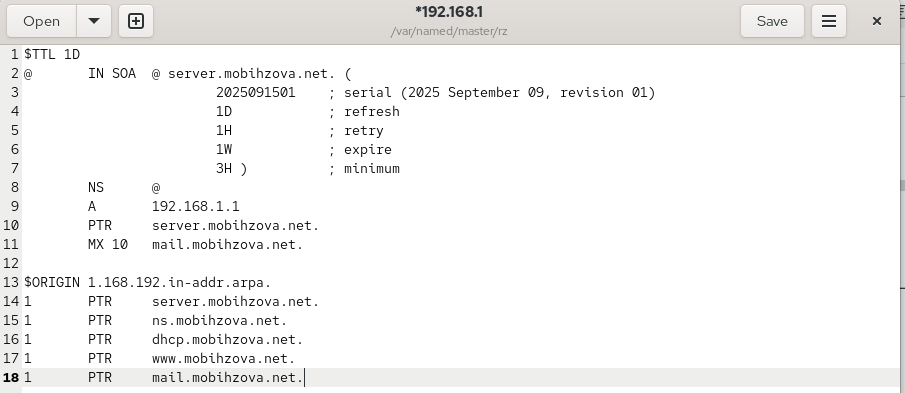 Open
*192.168.1
/var/named/master/rz
Save
1 $TTL 1D
2 @       IN SOA  @ server.mobihzova.net. (
3                         2025091501    ; serial (2025 September 09, revision 01)
4                         1D            ; refresh
5                         1H            ; retry
6                         1W            ; expire
7                         3H )          ; minimum
8         NS      @
9         A       192.168.1.1
10         PTR     server.mobihzova.net.
11         MX 10   mail.mobihzova.net.
12
13 $ORIGIN 1.168.192.in-addr.arpa.
14 1       PTR     server.mobihzova.net.
15 1       PTR     ns.mobihzova.net.
16 1       PTR     dhcp.mobihzova.net.
17 1       PTR     www.mobihzova.net.
18 1       PTR     mail.mobihzova.net.